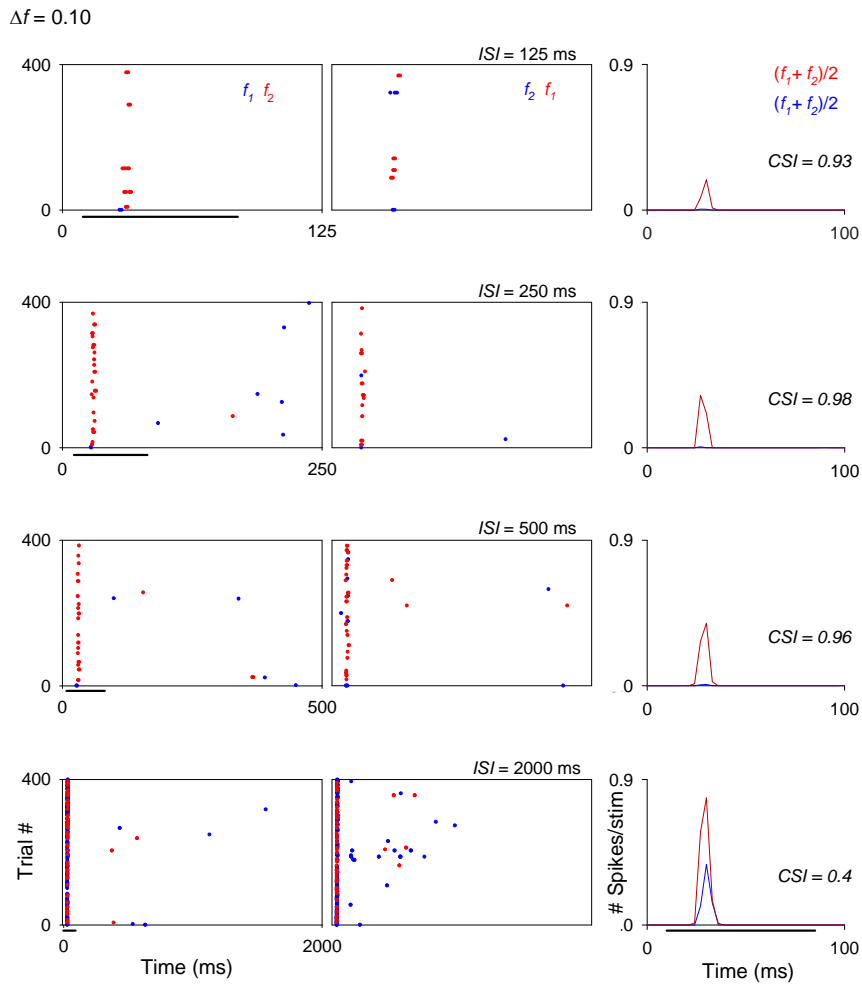 Δf = 0.10
ISI = 125 ms
400
0.9
f1 f2
f2 f1
(f1+ f2)/2
(f1+ f2)/2
CSI = 0.93
0
0
0
125
0
100
ISI = 250 ms
400
0.9
CSI = 0.98
0
0
0
250
0
100
ISI = 500 ms
400
0.9
CSI = 0.96
0
0
500
0
100
ISI = 2000 ms
400
0.9
Trial #
# Spikes/stim
CSI = 0.4
0
.0
0
2000
0
100
Time (ms)
Time (ms)